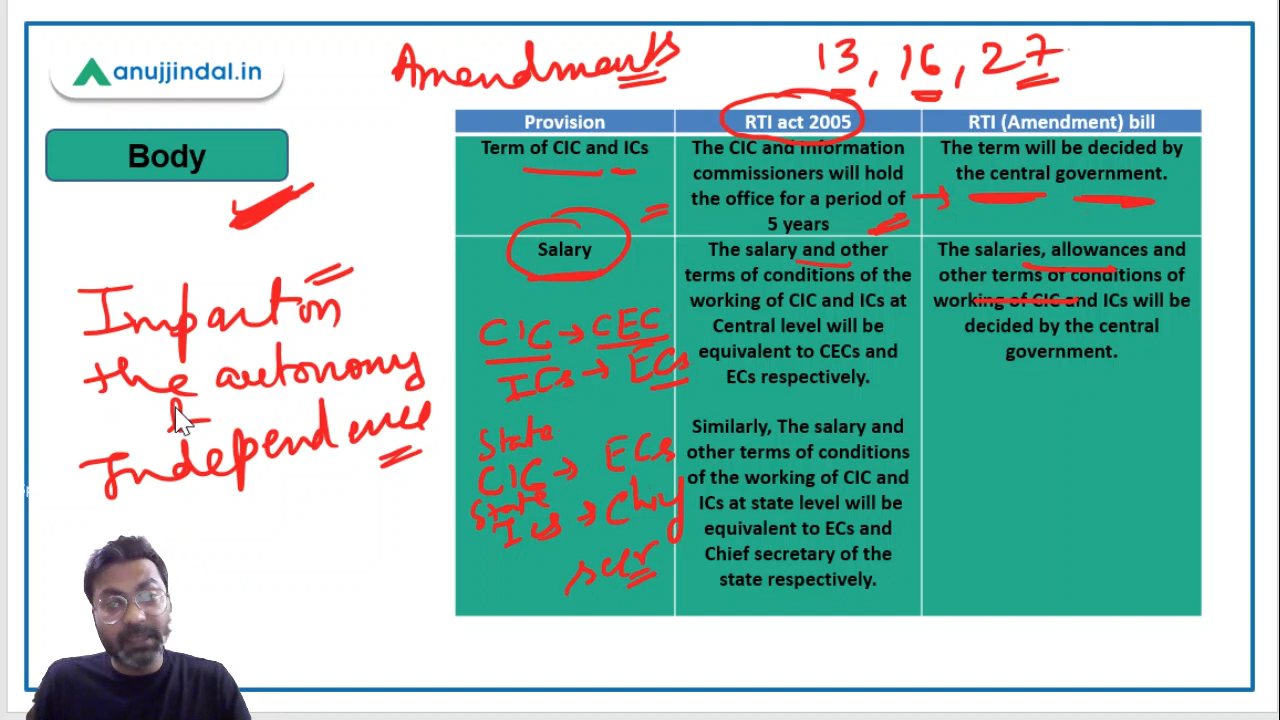 anujjindal.in
Amendments 13, 16, 27
Body
Provision
RTI act 2005
RTI (Amendment) bill
Term of CIC and ICs
The CIC and Information
commissioners will hold
the office for a period of
5 years
The term will be decided by
the central government.
Salary
The salary and other
terms of conditions of the
working of CIC and ICs at
Central level will be
equivalent to CECs and
ECs respectively.
Similarly, The salary and
other terms of conditions
of the working of CIC and
ICs at state level will be
equivalent to ECs and
Chief secretary of the
state respectively.
The salaries, allowances and
other terms of conditions of
working of CIC and ICs will be
decided by the central
government.
CIC → CEC
ICs → ECs
State
CIC → ECs
State
ICs → Chief
secr
Impact on
the autonomy
&
Independence